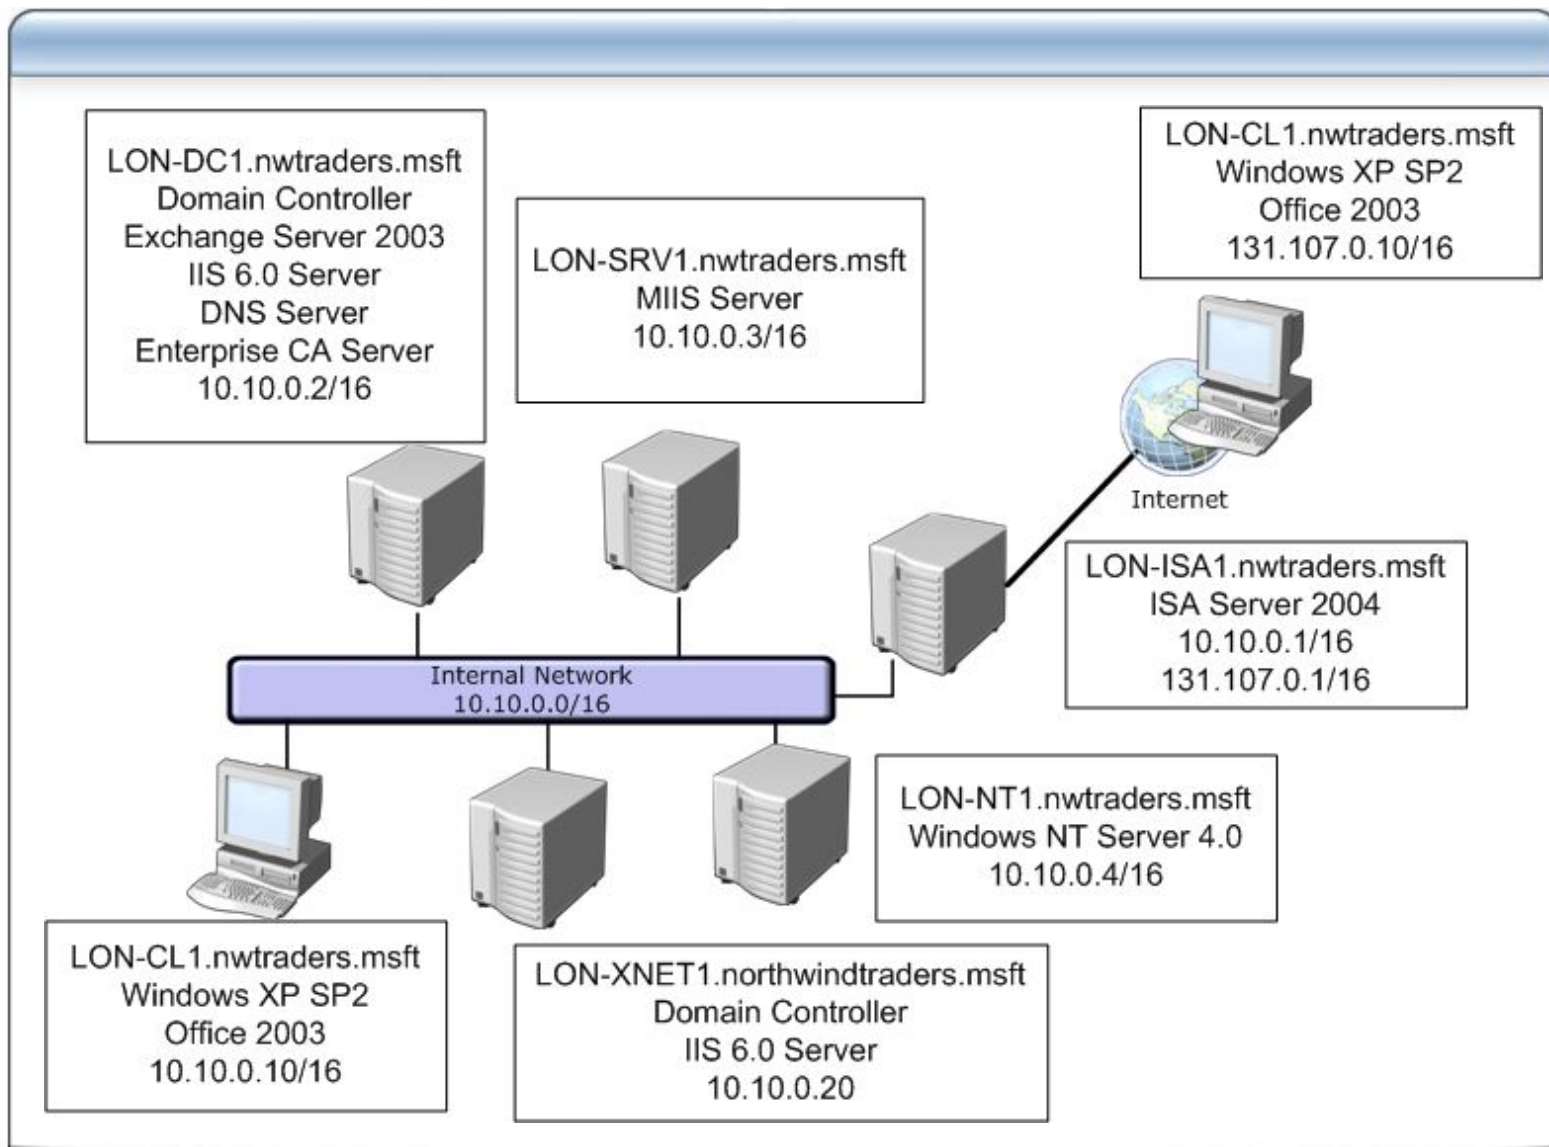 LON-DC1.nwtraders.msft
Domain Controller
Exchange Server 2003
IIS 6.0 Server
DNS Server
Enterprise CA Server
10.10.0.2/16
LON-SRV1.nwtraders.msft
MIIS Server
10.10.0.3/16
LON-CL1.nwtraders.msft
Windows XP SP2
Office 2003
131.107.0.10/16
Internet
LON-ISA1.nwtraders.msft
ISA Server 2004
10.10.0.1/16
131.107.0.1/16
Internal Network
10.10.0.0/16
LON-NT1.nwtraders.msft
Windows NT Server 4.0
10.10.0.4/16
LON-CL1.nwtraders.msft
Windows XP SP2
Office 2003
10.10.0.10/16
LON-XNET1.northwindtraders.msft
Domain Controller
IIS 6.0 Server
10.10.0.20